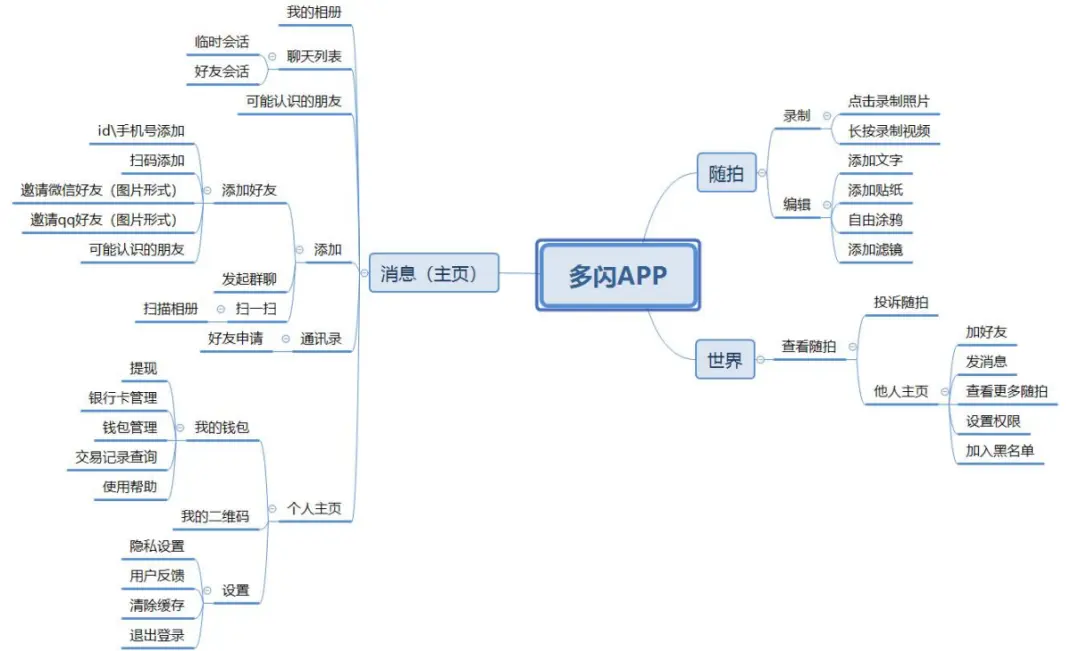 多闪APP
消息（主页）
我的相册
聊天列表
临时会话
好友会话
可能认识的朋友
添加
添加好友
id\手机号添加
扫码添加
邀请微信好友（图片形式）
邀请qq好友（图片形式）
可能认识的朋友
发起群聊
扫一扫
扫描相册
通讯录
好友申请
个人主页
我的钱包
提现
银行卡管理
钱包管理
交易记录查询
使用帮助
我的二维码
设置
隐私设置
用户反馈
清除缓存
退出登录
随拍
录制
点击录制照片
长按录制视频
编辑
添加文字
添加贴纸
自由涂鸦
添加滤镜
世界
查看随拍
投诉随拍
他人主页
加好友
发消息
查看更多随拍
设置权限
加入黑名单